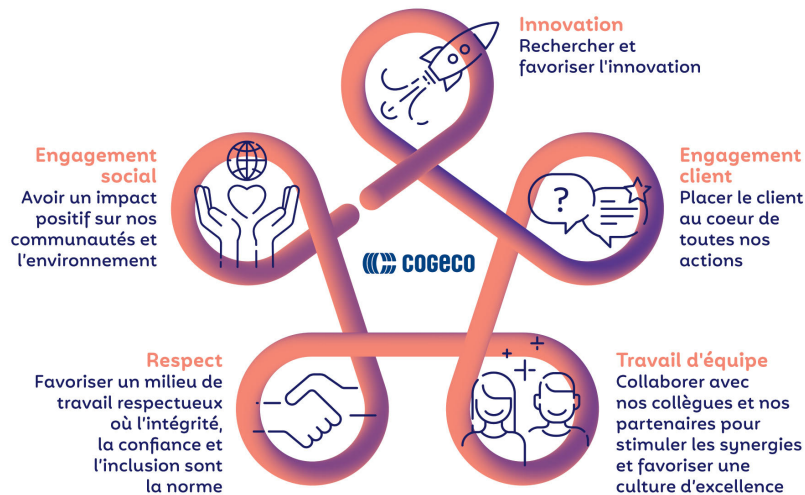 Innovation
Rechercher et
favoriser l'innovation
Engagement
social
Avoir un impact
positif sur nos
communautés et
l'environnement
Engagement
client
Placer le client
au coeur de
toutes nos
actions
?
COGECO
Respect
Favoriser un milieu de
travail respectueux
où l'intégrité,
la confiance et
l'inclusion sont
la norme
Travail d'équipe
Collaborer avec
nos collègues et nos
partenaires pour
stimuler les synergies
et favoriser une
culture d'excellence